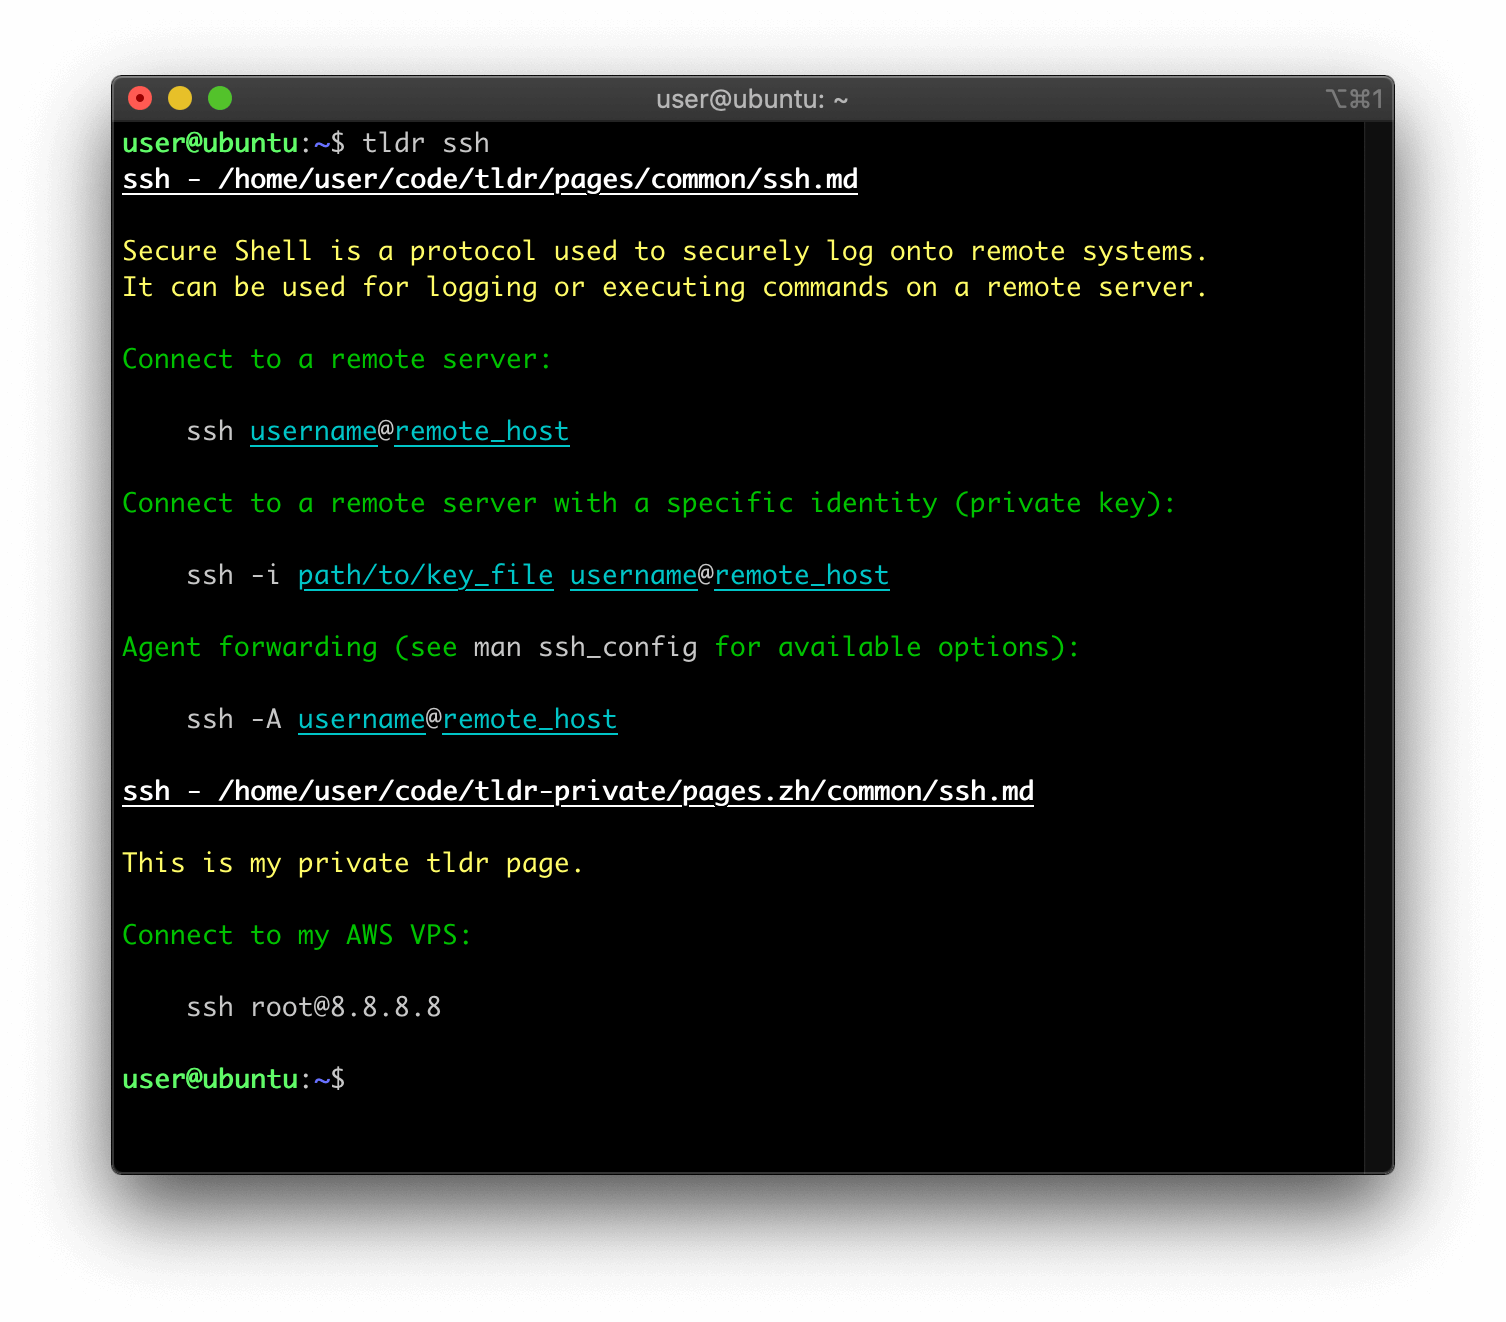 user@ubuntu: ~
⌥⌘1
user@ubuntu:~$ tldr ssh
ssh - /home/user/code/tldr/pages/common/ssh.md
Secure Shell is a protocol used to securely log onto remote systems.
It can be used for logging or executing commands on a remote server.
Connect to a remote server:
ssh username@remote_host
Connect to a remote server with a specific identity (private key):
ssh -i path/to/key_file username@remote_host
Agent forwarding (see man ssh_config for available options):
ssh -A username@remote_host
ssh - /home/user/code/tldr-private/pages.zh/common/ssh.md
This is my private tldr page.
Connect to my AWS VPS:
ssh root@8.8.8.8
user@ubuntu:~$